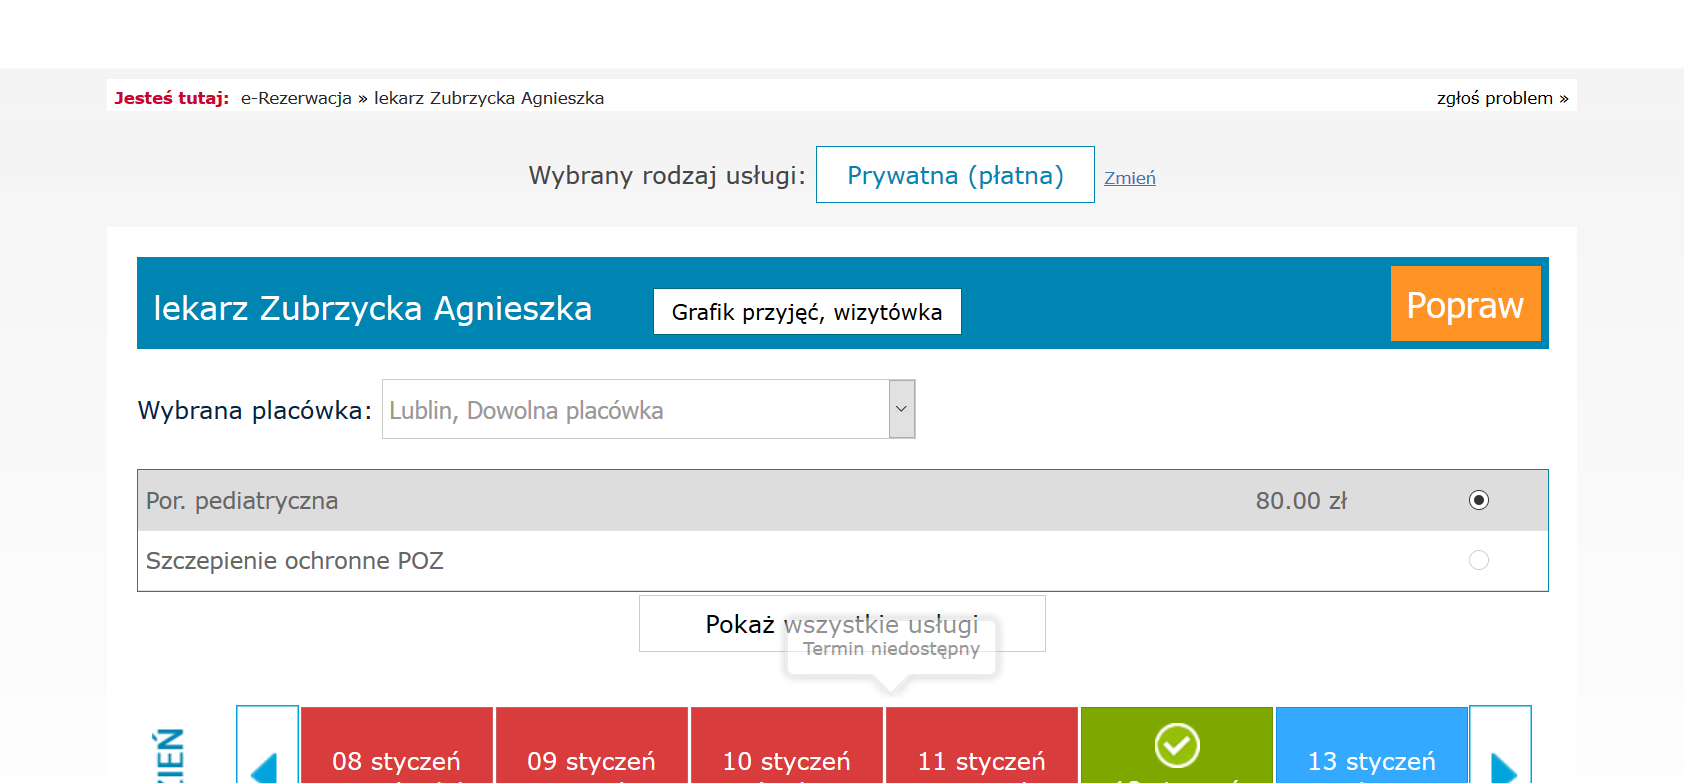 Jesteś tutaj: e-Rezerwacja » lekarz Zubrzycka Agnieszka
zgłoś problem »
Wybrany rodzaj usługi: Prywatna (płatna) Zmień
lekarz Zubrzycka Agnieszka Grafik przyjęć, wizytówka Popraw
Wybrana placówka: Lublin, Dowolna placówka
Por. pediatryczna 80.00 zł
Szczepienie ochronne POZ
Pokaż wszystkie usługi
Termin niedostępny
08 styczeń 09 styczeń 10 styczeń 11 styczeń 13 styczeń